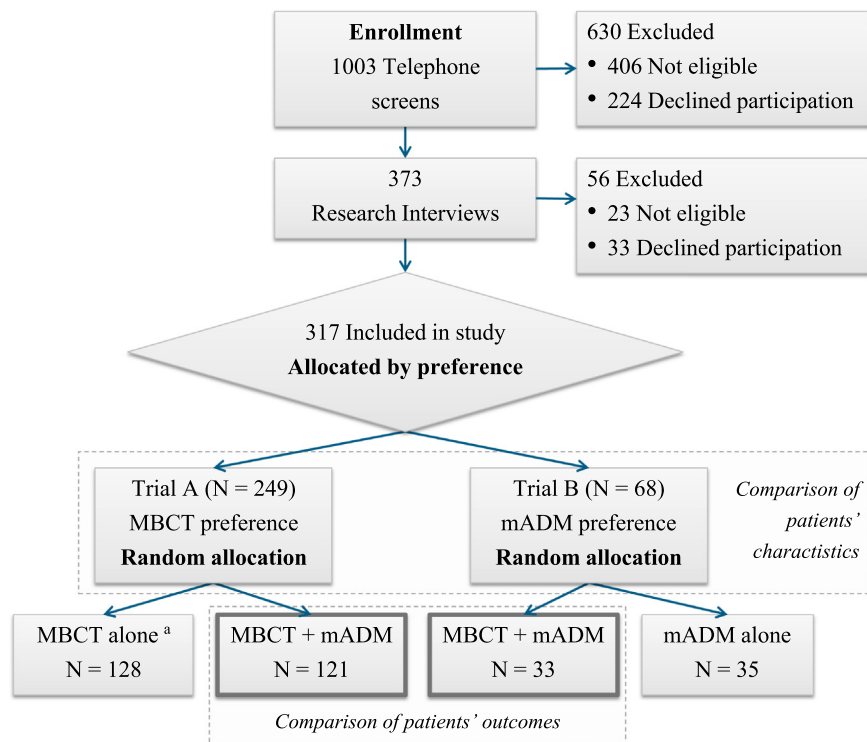 Enrollment
1003 Telephone
screens
630 Excluded
• 406 Not eligible
• 224 Declined participation
373
Research Interviews
56 Excluded
• 23 Not eligible
• 33 Declined participation
317 Included in study
Allocated by preference
Trial A (N = 249)
MBCT preference
Random allocation
Trial B (N = 68)
mADM preference
Random allocation
Comparison of
patients’
charactistics
MBCT alone ᵃ
N = 128
MBCT + mADM
N = 121
MBCT + mADM
N = 33
mADM alone
N = 35
Comparison of patients’ outcomes